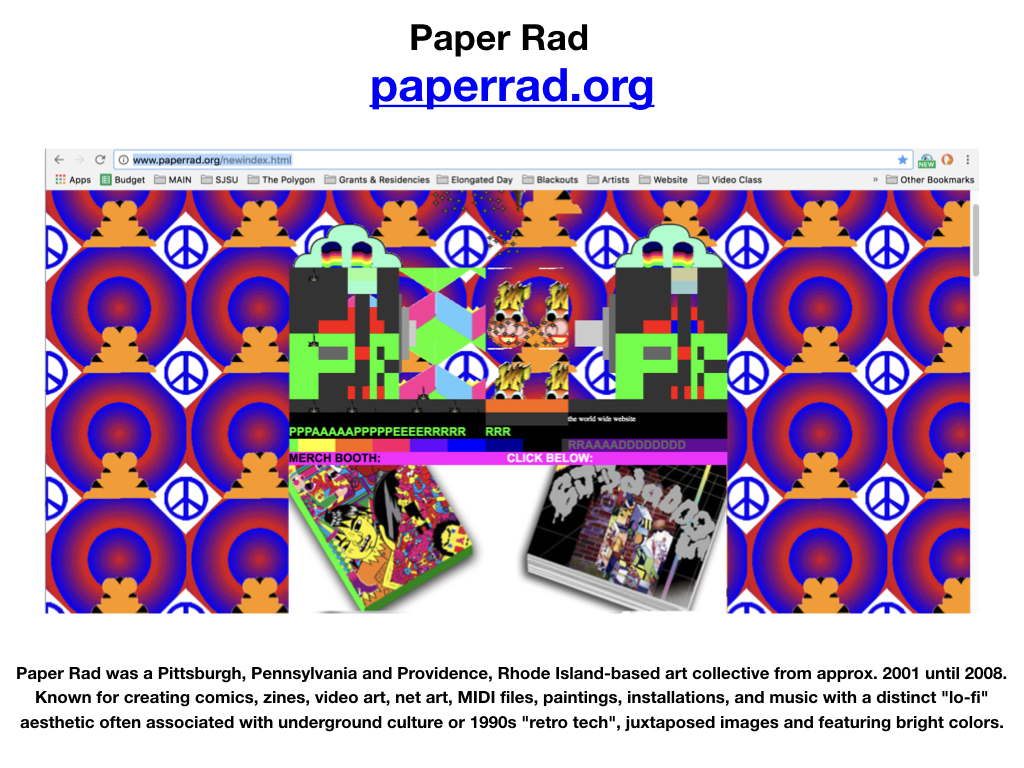 Paper Rad
paperrad.org
www.paperrad.org/newindex.html
Apps Budget MAIN SJSU The Polygon Grants & Residencies Elongated Day Blackouts Artists Website Video Class » Other Bookmarks
NEW
the world wide website
PPPAAAAAPPPPPEEEERRRRR RRR
RRAAAADDDDDDDD
MERCH BOOTH: CLICK BELOW:
Paper Rad was a Pittsburgh, Pennsylvania and Providence, Rhode Island-based art collective from approx. 2001 until 2008.
Known for creating comics, zines, video art, net art, MIDI files, paintings, installations, and music with a distinct "lo-fi"
aesthetic often associated with underground culture or 1990s "retro tech", juxtaposed images and featuring bright colors.